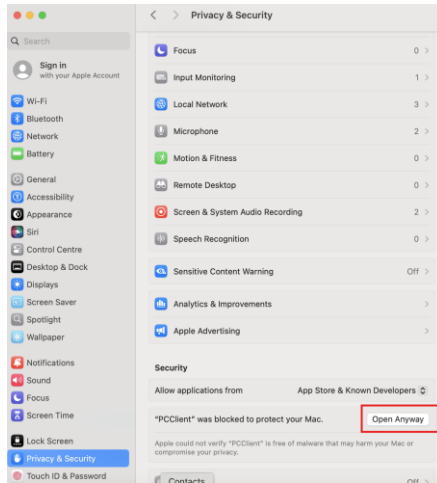 Privacy & Security
Search
Sign in
with your Apple Account
Wi-Fi
Bluetooth
Network
Battery
General
Accessibility
Appearance
Siri
Control Centre
Desktop & Dock
Displays
Screen Saver
Spotlight
Wallpaper
Notifications
Sound
Focus
Screen Time
Lock Screen
Privacy & Security
Touch ID & Password
Focus 0
Input Monitoring 1
Local Network 3
Microphone 2
Motion & Fitness 0
Remote Desktop 0
Screen & System Audio Recording 2
Speech Recognition 0
Sensitive Content Warning Off
Analytics & Improvements
Apple Advertising
Security
Allow applications from App Store & Known Developers
"PCClient" was blocked to protect your Mac. Open Anyway
Apple could not verify "PCClient" is free of malware that may harm your Mac or
compromise your privacy.
Contacts Off